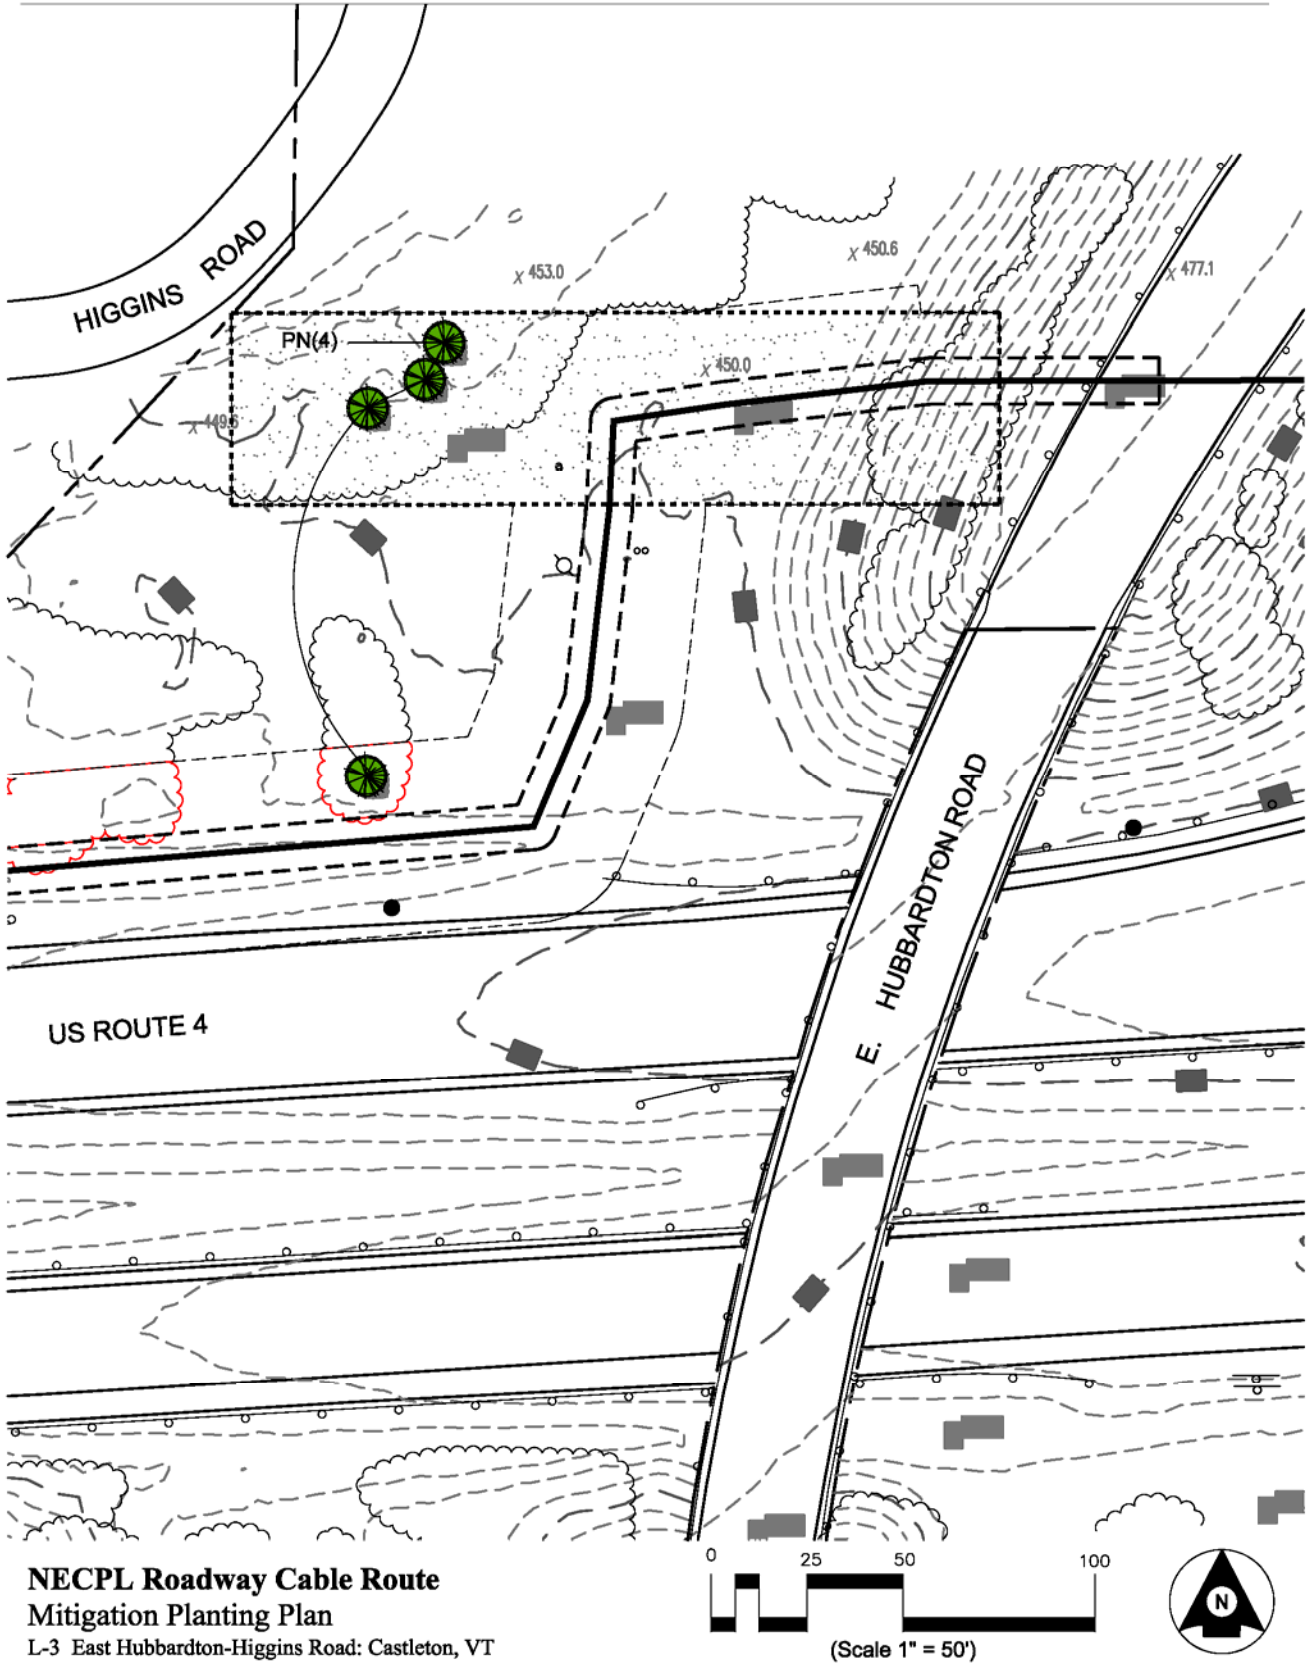 HIGGINS ROAD
x 453.0
x 450.6
x 477.1
PN(4)
x 450.0
x 449.6
E. HUBBARDTON ROAD
US ROUTE 4
NECPL Roadway Cable Route
Mitigation Planting Plan
L-3 East Hubbardton-Higgins Road: Castleton, VT
0 25 50 100
(Scale 1" = 50')
N